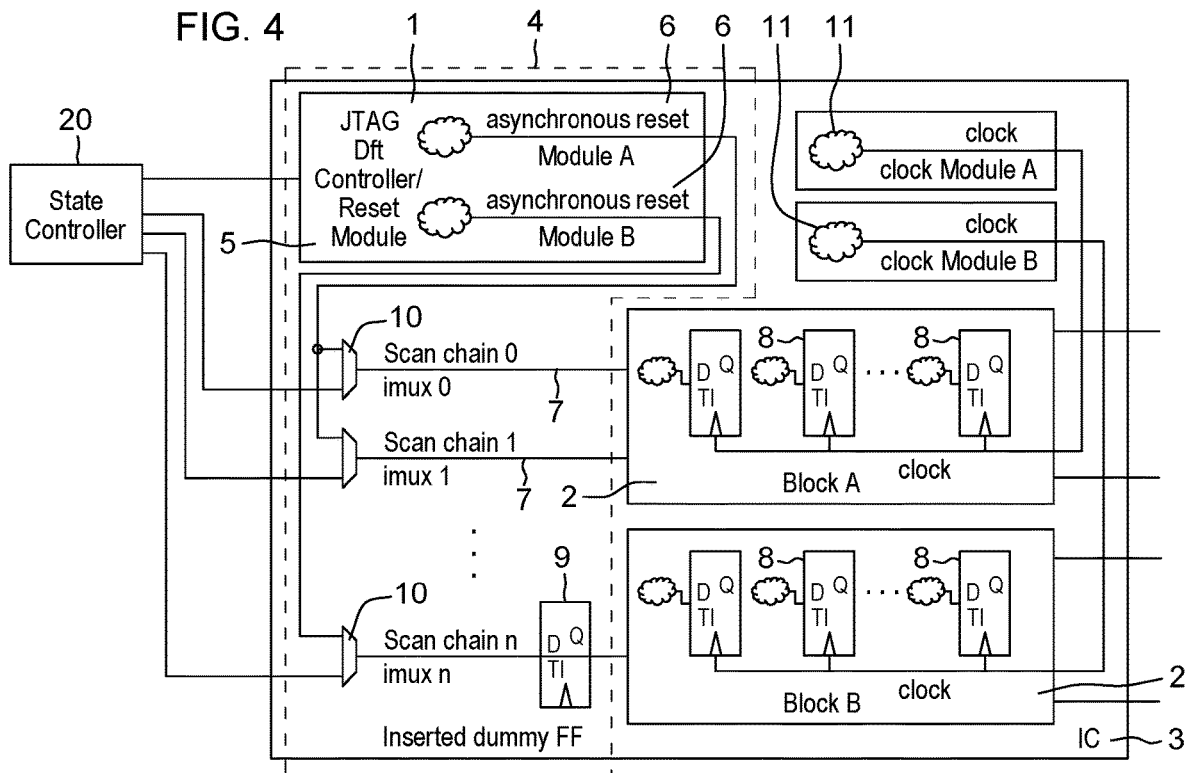 FIG. 4
4
1
6
6
11
11
20
State
Controller
JTAG
Dft
Controller/
Reset
Module
5
asynchronous reset
Module A
asynchronous reset
Module B
clock
clock Module A
clock
clock Module B
10
Scan chain 0
imux 0
7
Scan chain 1
imux 1
7
D Q
TI
8
D Q
TI
...
8
D Q
TI
clock
2
Block A
10
Scan chain n
imux n
9
D Q
TI
Inserted dummy FF
D Q
TI
8
D Q
TI
...
8
D Q
TI
clock
Block B
2
IC
3